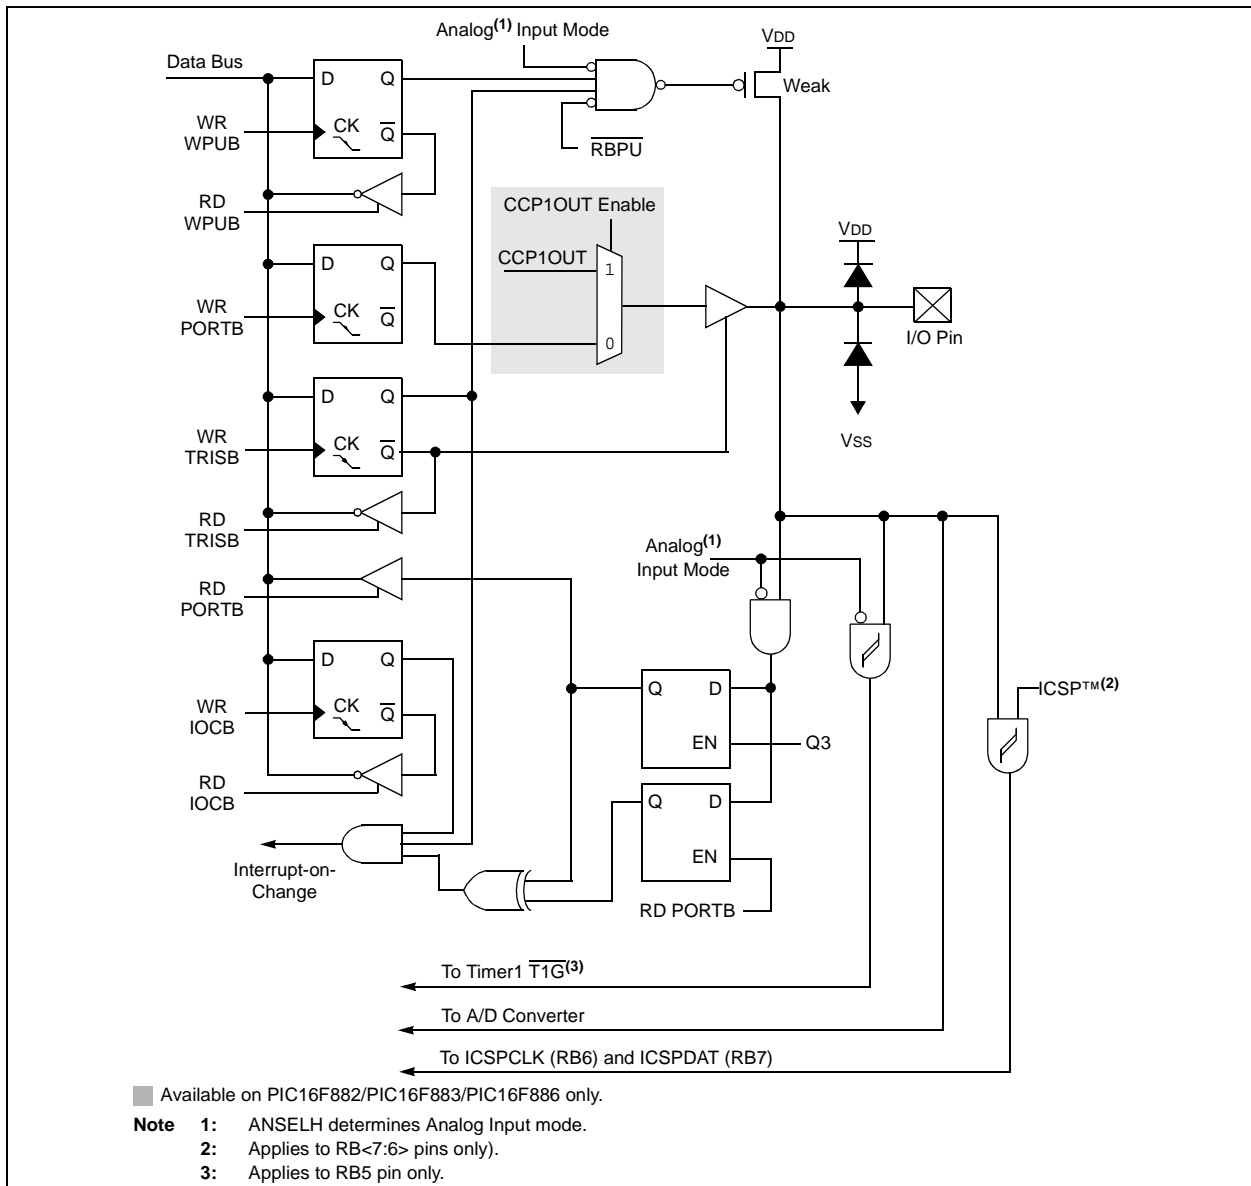 Analog(1) Input Mode
VDD
Data Bus
D Q
Weak
WR
WPUB
CK Q
RBPU
RD
WPUB
CCP1OUT Enable
VDD
CCP1OUT
1
D Q
WR
PORTB
CK Q
0
I/O Pin
D Q
WR
TRISB
CK Q
VSS
RD
TRISB
Analog(1)
Input Mode
RD
PORTB
D Q
Q D
ICSP™(2)
WR
IOCB
CK Q
EN
Q3
RD
IOCB
Q D
EN
Interrupt-on-
Change
RD PORTB
To Timer1 T1G(3)
To A/D Converter
To ICSPCLK (RB6) and ICSPDAT (RB7)
Available on PIC16F882/PIC16F883/PIC16F886 only.
Note 1: ANSELH determines Analog Input mode.
2: Applies to RB<7:6> pins only).
3: Applies to RB5 pin only.